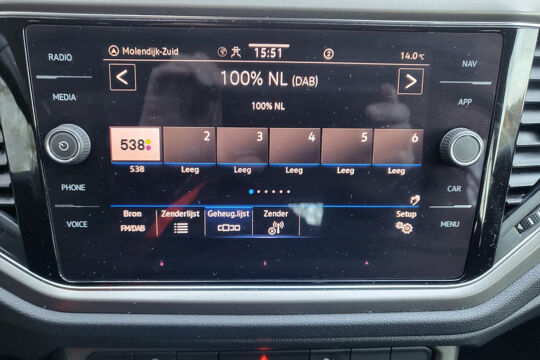 RADIO
MEDIA
PHONE
VOICE
Molendijk-Zuid 15:51 2 14.0°C
100% NL (DAB)
100% NL
538 2 3 4 5 6
538 Leeg Leeg Leeg Leeg Leeg
Bron Zenderlijst Geheug.lijst Zender Setup
FM/DAB
NAV
APP
CAR
MENU